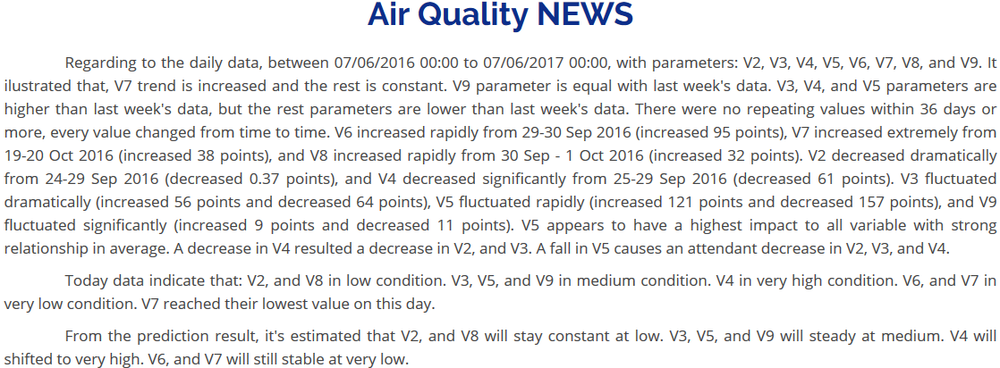 Air Quality NEWS
Regarding to the daily data, between 07/06/2016 00:00 to 07/06/2017 00:00, with parameters: V2, V3, V4, V5, V6, V7, V8, and V9. It
ilustrated that, V7 trend is increased and the rest is constant. V9 parameter is equal with last week's data. V3, V4, and V5 parameters are
higher than last week's data, but the rest parameters are lower than last week's data. There were no repeating values within 36 days or
more, every value changed from time to time. V6 increased rapidly from 29-30 Sep 2016 (increased 95 points), V7 increased extremely from
19-20 Oct 2016 (increased 38 points), and V8 increased rapidly from 30 Sep - 1 Oct 2016 (increased 32 points). V2 decreased dramatically
from 24-29 Sep 2016 (decreased 0.37 points), and V4 decreased significantly from 25-29 Sep 2016 (decreased 61 points). V3 fluctuated
dramatically (increased 56 points and decreased 64 points), V5 fluctuated rapidly (increased 121 points and decreased 157 points), and V9
fluctuated significantly (increased 9 points and decreased 11 points). V5 appears to have a highest impact to all variable with strong
relationship in average. A decrease in V4 resulted a decrease in V2, and V3. A fall in V5 causes an attendant decrease in V2, V3, and V4.
Today data indicate that: V2, and V8 in low condition. V3, V5, and V9 in medium condition. V4 in very high condition. V6, and V7 in
very low condition. V7 reached their lowest value on this day.
From the prediction result, it's estimated that V2, and V8 will stay constant at low. V3, V5, and V9 will steady at medium. V4 will
shifted to very high. V6, and V7 will still stable at very low.